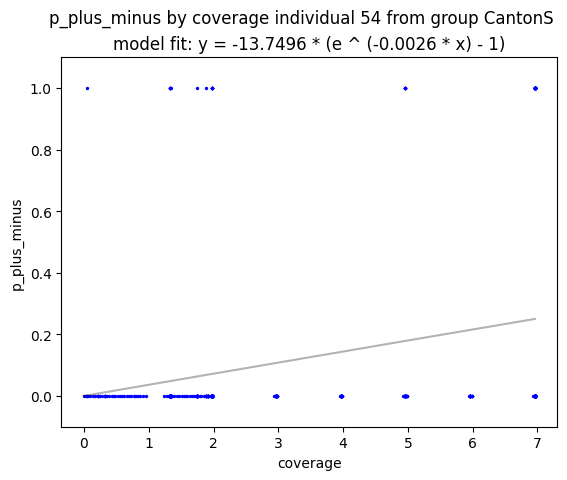 p_plus_minus by coverage individual 54 from group CantonS
model fit: y = -13.7496 * (e ^ (-0.0026 * x) - 1)
1.0
0.8
0.6
0.4
0.2
0.0
p_plus_minus
0 1 2 3 4 5 6 7
coverage